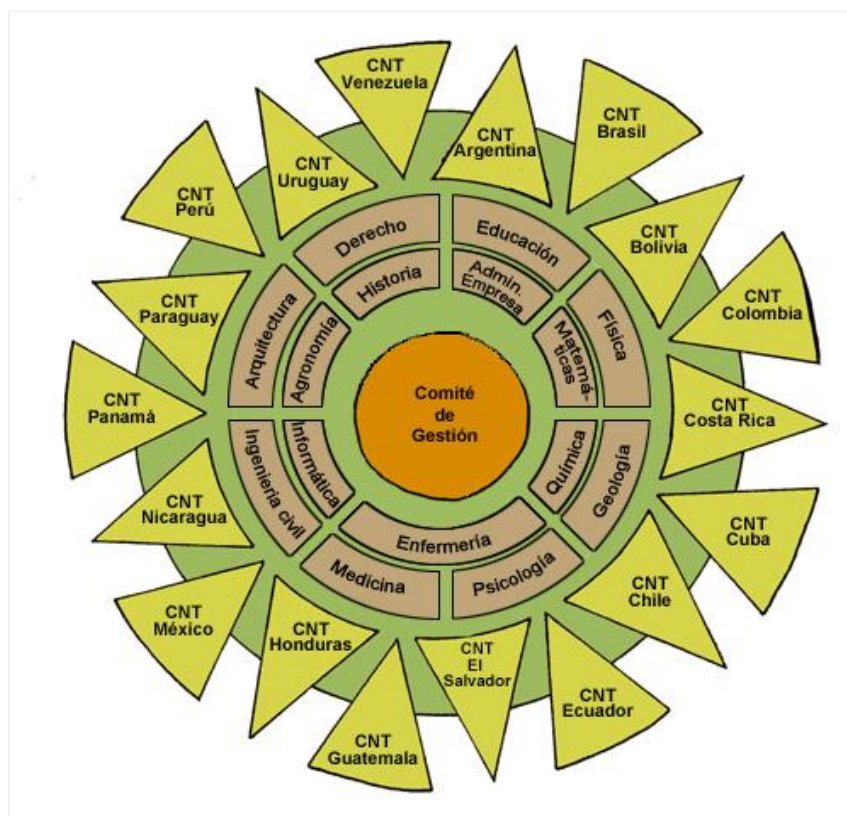 CNT
Venezuela
CNT
Argentina
CNT
Brasil
CNT
Bolivia
CNT
Colombia
CNT
Costa Rica
CNT
Cuba
CNT
Chile
CNT
Ecuador
CNT
El
Salvador
CNT
Guatemala
CNT
Honduras
CNT
México
CNT
Nicaragua
CNT
Panamá
CNT
Paraguay
CNT
Perú
CNT
Uruguay
Derecho
Educación
Física
Geología
Psicología
Medicina
Ingenieria civil
Arquitectura
Historia
Admin.
Empresa
Matemá-
ticas
Química
Enfermería
Informática
Agronomía
Comité
de
Gestión